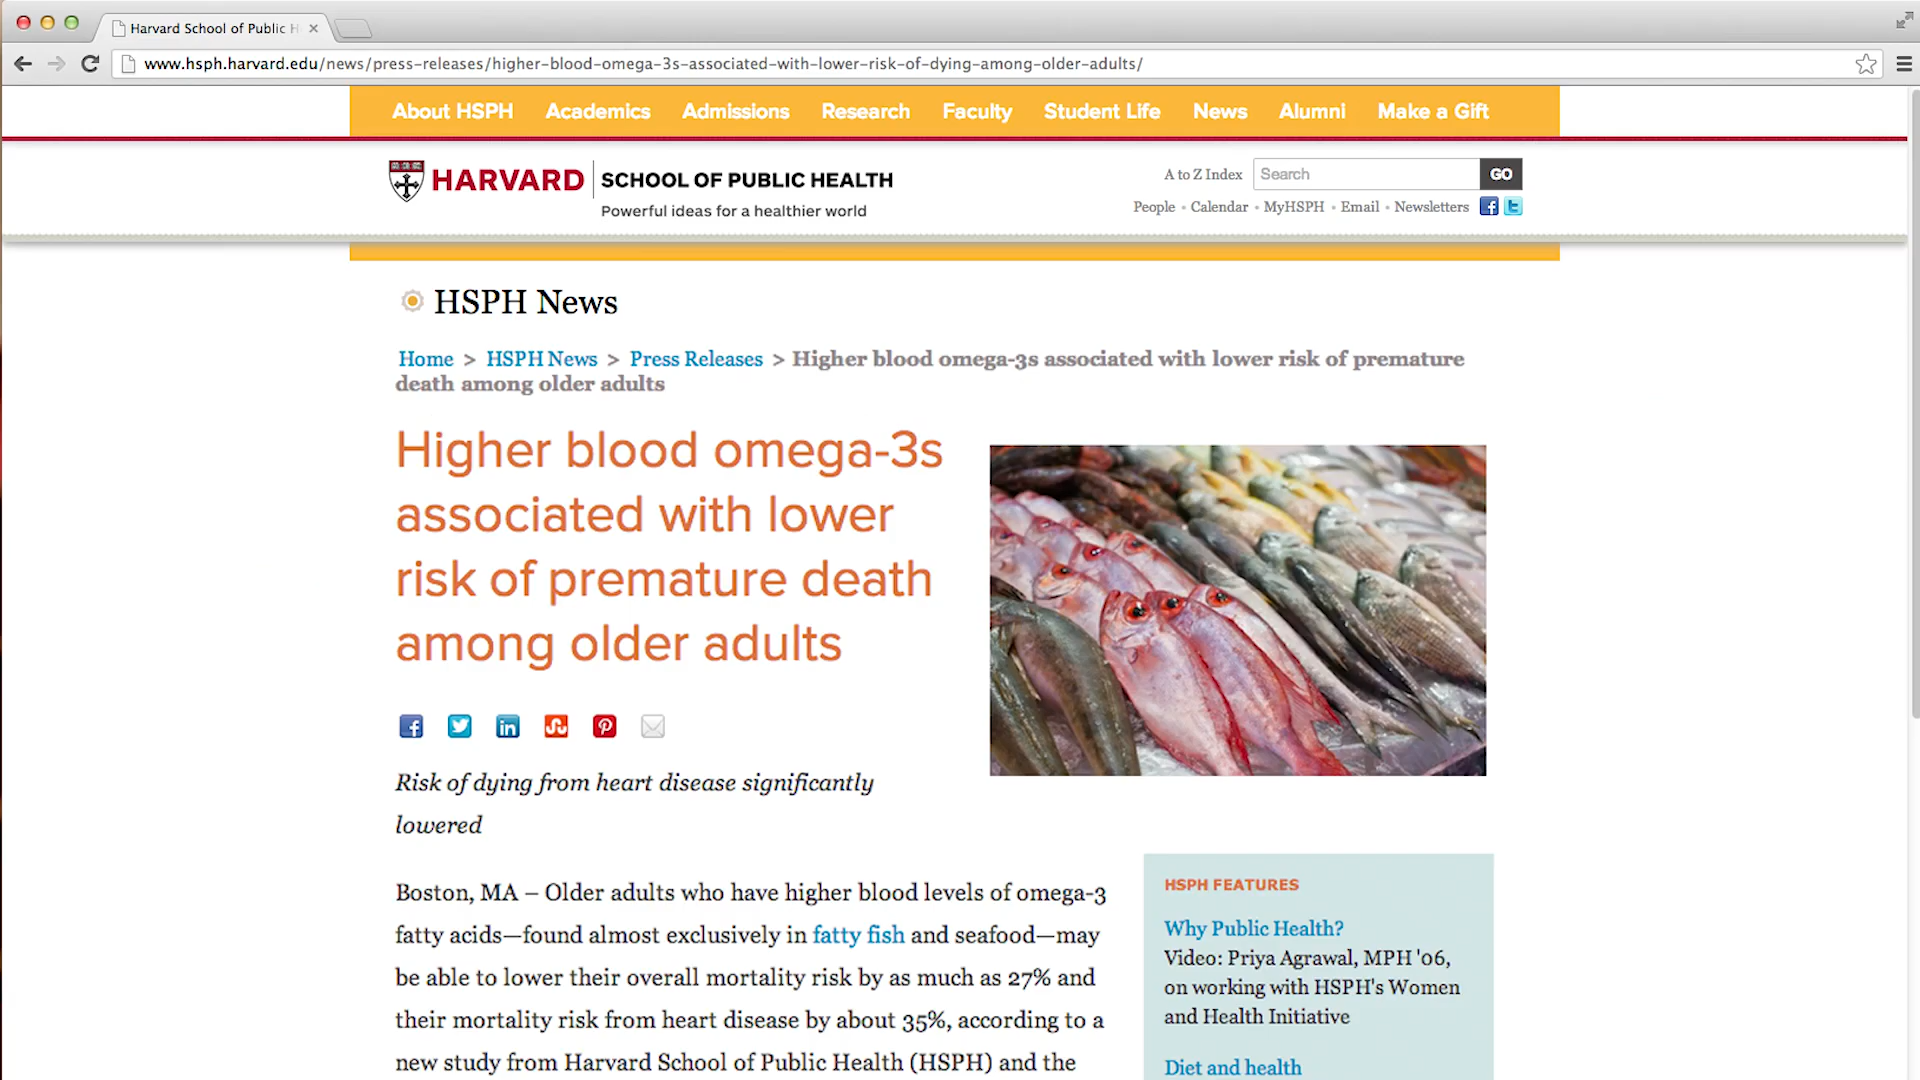 Harvard School of Public H
www.hsph.harvard.edu/news/press-releases/higher-blood-omega-3s-associated-with-lower-risk-of-dying-among-older-adults/
About HSPH Academics Admissions Research Faculty Student Life News Alumni Make a Gift
HARVARD SCHOOL OF PUBLIC HEALTH
Powerful ideas for a healthier world
A to Z Index Search GO
People • Calendar • MyHSPH • Email • Newsletters
HSPH News
Home > HSPH News > Press Releases > Higher blood omega-3s associated with lower risk of premature
death among older adults
Higher blood omega-3s
associated with lower
risk of premature death
among older adults
Risk of dying from heart disease significantly
lowered
Boston, MA – Older adults who have higher blood levels of omega-3
fatty acids—found almost exclusively in fatty fish and seafood—may
be able to lower their overall mortality risk by as much as 27% and
their mortality risk from heart disease by about 35%, according to a
new study from Harvard School of Public Health (HSPH) and the
HSPH FEATURES
Why Public Health?
Video: Priya Agrawal, MPH '06,
on working with HSPH's Women
and Health Initiative
Diet and health